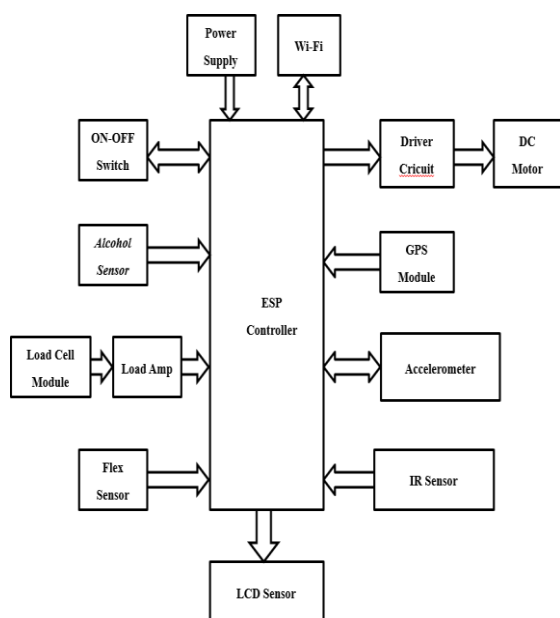 Power
Supply
Wi-Fi
ON-OFF
Switch
Driver
Cricuit
DC
Motor
Alcohol
Sensor
GPS
Module
ESP
Controller
Load Cell
Module
Load Amp
Accelerometer
Flex
Sensor
IR Sensor
LCD Sensor